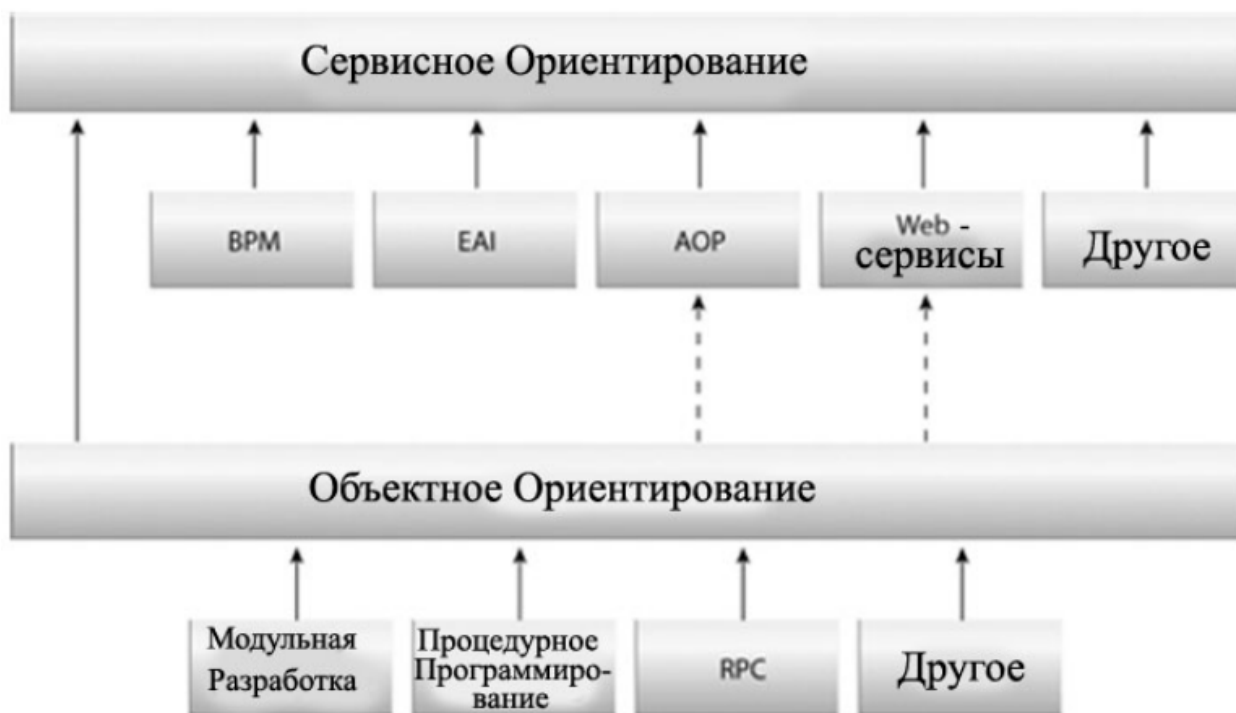 Сервисное Ориентирование
BPM
EAI
AOP
Web -
сервисы
Другое
Объектное Ориентирование
Модульная
Разработка
Процедурное
Программиро-
вание
RPC
Другое